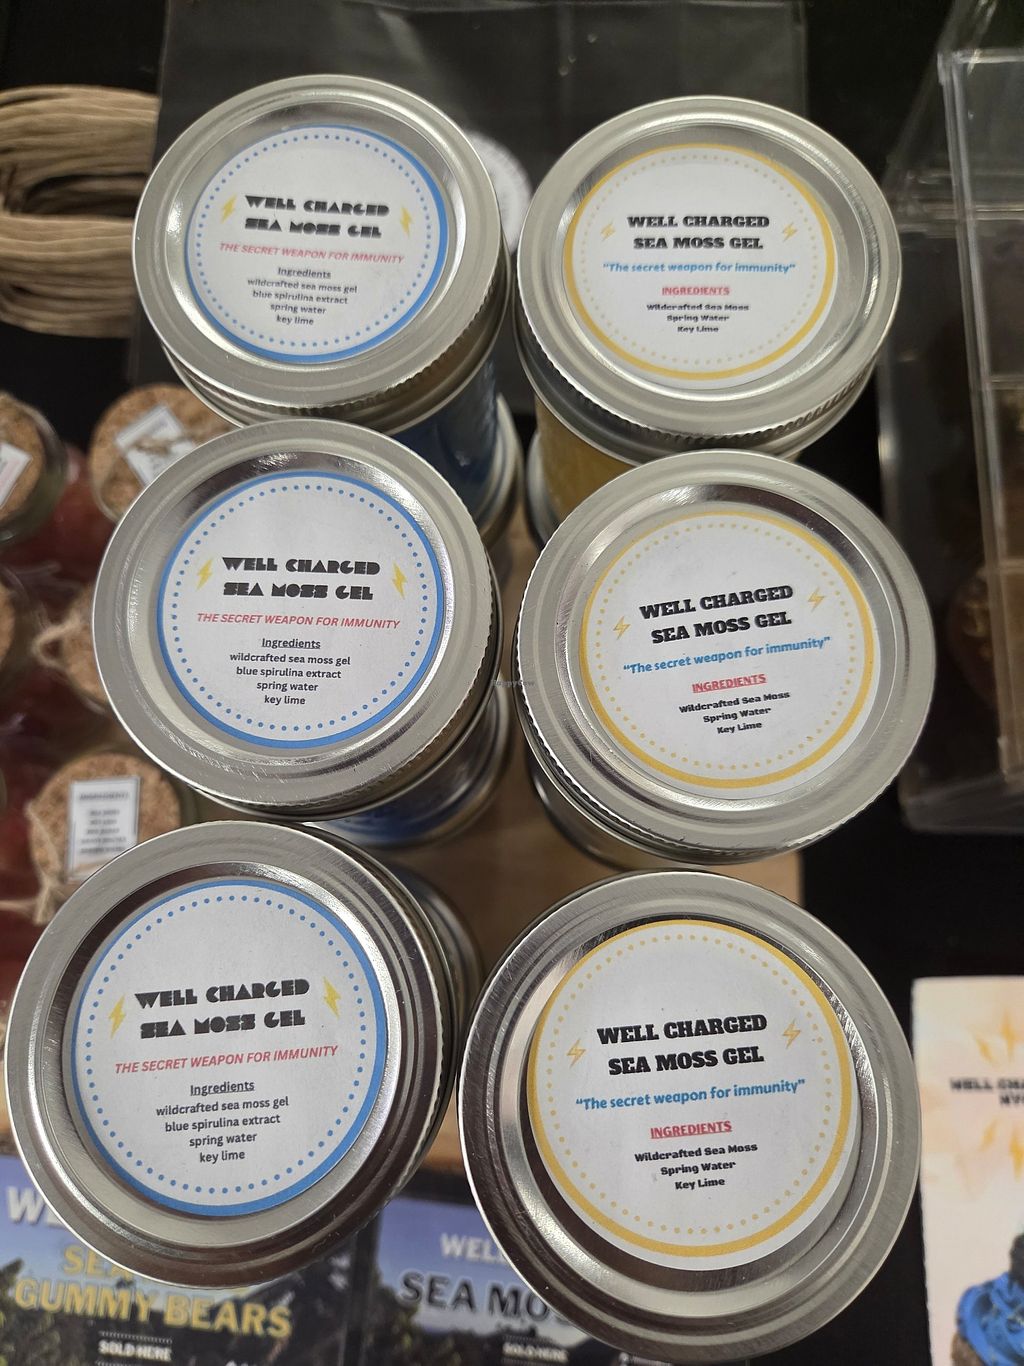 WELL CHARGED
SEA MOSS GEL
THE SECRET WEAPON FOR IMMUNITY
Ingredients
wildcrafted sea moss gel
blue spirulina extract
spring water
key lime
WELL CHARGED
SEA MOSS GEL
"The secret weapon for immunity"
INGREDIENTS
Wildcrafted Sea Moss
Spring Water
Key Lime
WELL CHARGED
SEA MOSS GEL
THE SECRET WEAPON FOR IMMUNITY
Ingredients
wildcrafted sea moss gel
blue spirulina extract
spring water
key lime
WELL CHARGED
SEA MOSS GEL
"The secret weapon for immunity"
INGREDIENTS
Wildcrafted Sea Moss
Spring Water
Key Lime
WELL CHARGED
SEA MOSS GEL
THE SECRET WEAPON FOR IMMUNITY
Ingredients
wildcrafted sea moss gel
blue spirulina extract
spring water
key lime
WELL CHARGED
SEA MOSS GEL
"The secret weapon for immunity"
INGREDIENTS
Wildcrafted Sea Moss
Spring Water
Key Lime
GUMMY BEARS
SOLD HERE
WELL
SEA MO
SOLD HERE